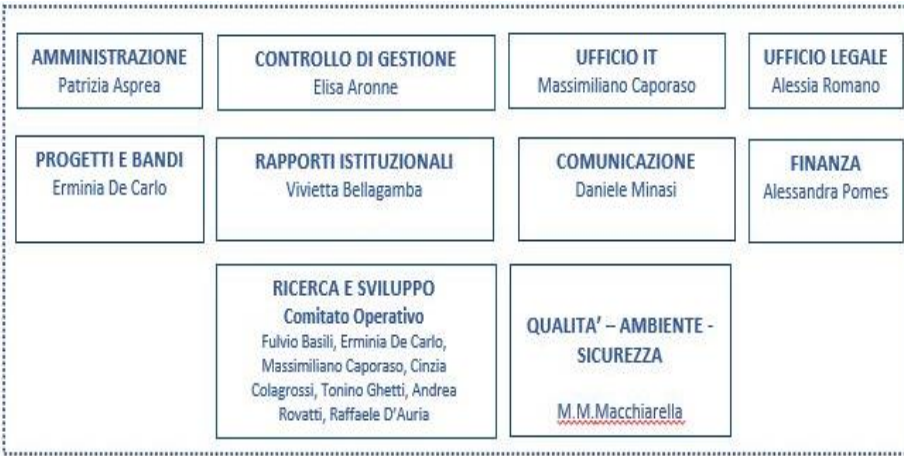 AMMINISTRAZIONE
Patrizia Asprea
CONTROLLO DI GESTIONE
Elisa Aronne
UFFICIO IT
Massimiliano Caporaso
UFFICIO LEGALE
Alessia Romano
PROGETTI E BANDI
Erminia De Carlo
RAPPORTI ISTITUZIONALI
Vivietta Bellagamba
COMUNICAZIONE
Daniele Minasi
FINANZA
Alessandra Pomes
RICERCA E SVILUPPO
Comitato Operativo
Fulvio Basili, Erminia De Carlo,
Massimiliano Caporaso, Cinzia
Colagrossi, Tonino Ghetti, Andrea
Rovatti, Raffaele D'Auria
QUALITA’ – AMBIENTE -
SICUREZZA
M.M.Macchiarella